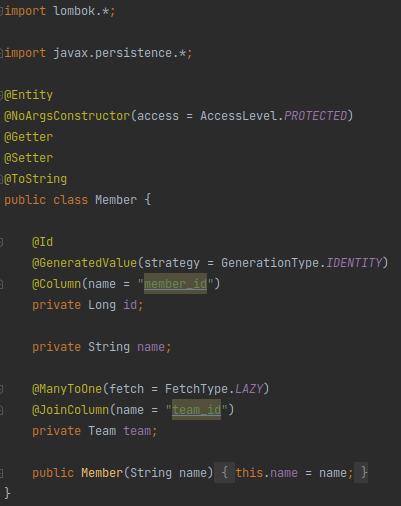 import lombok.*;
import javax.persistence.*;
@Entity
@NoArgsConstructor(access = AccessLevel.PROTECTED)
@Getter
@Setter
@ToString
public class Member {
@Id
@GeneratedValue(strategy = GenerationType.IDENTITY)
@Column(name = "member_id")
private Long id;
private String name;
@ManyToOne(fetch = FetchType.LAZY)
@JoinColumn(name = "team_id")
private Team team;
public Member(String name) { this.name = name; }
}